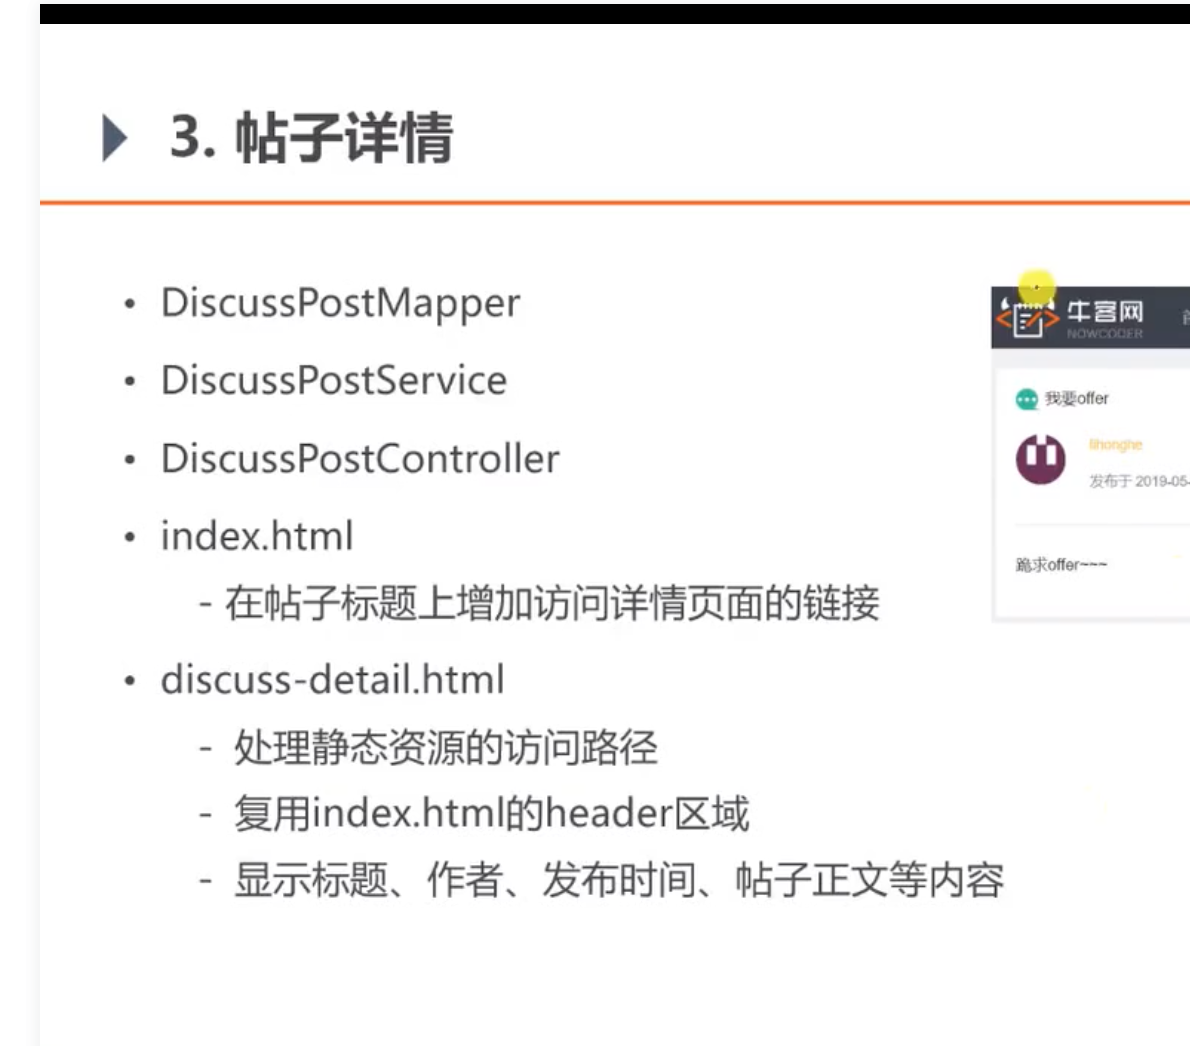 3. 帖子详情
• DiscussPostMapper
• DiscussPostService
• DiscussPostController
• index.html
- 在帖子标题上增加访问详情页面的链接
• discuss-detail.html
- 处理静态资源的访问路径
- 复用index.html的header区域
- 显示标题、作者、发布时间、帖子正文等内容
牛客网
NOWCODER
我要offer
lihonghe
发布于 2019-05-
跪求offer~~~